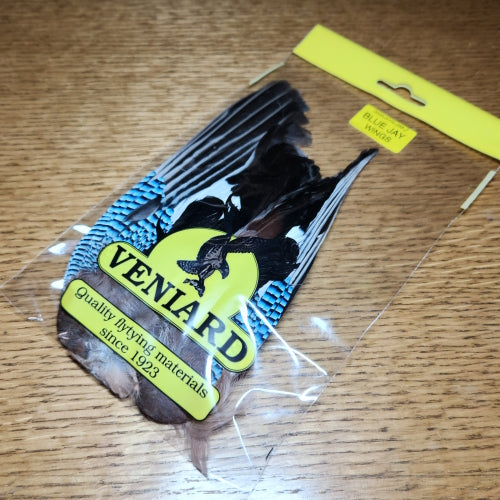 BLUE JAY
WINGS
VENIARD
Quality flytying materials
since 1923